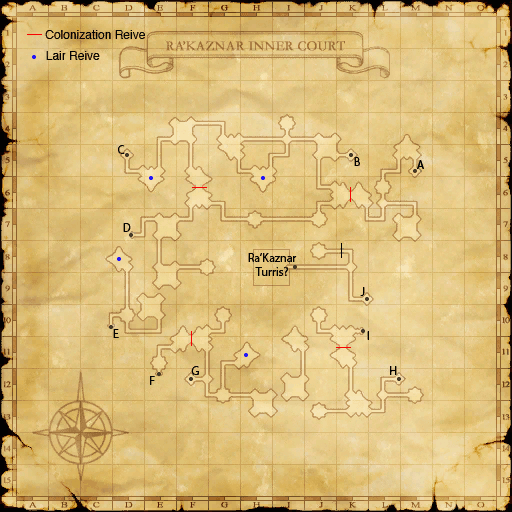 A B C D E F G H I J K L M N O
Colonization Reive
Lair Reive
RA'KAZNAR INNER COURT
1
2
3
4
5
6
7
8
9
10
11
12
13
14
15
C
B
A
D
Ra'Kaznar
Turris?
J
E
I
F
G
H
A B C D E F G H I J K L M N O